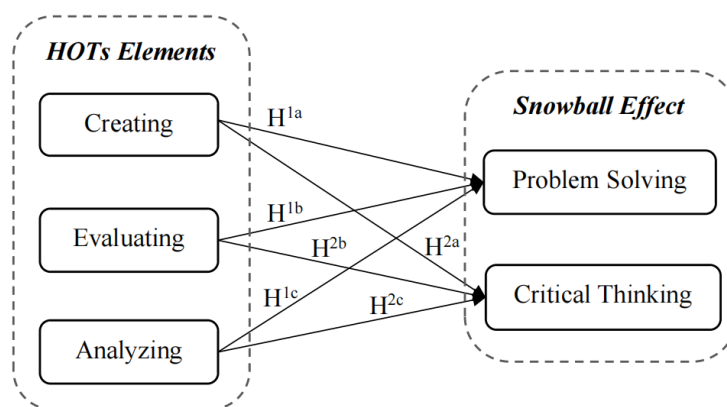 HOTs Elements
Creating
Evaluating
Analyzing
H1a
H1b
H2b
H2a
H1c
H2c
Snowball Effect
Problem Solving
Critical Thinking